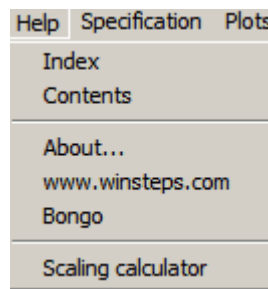 Help Specification Plots
Index
Contents
About...
www.winsteps.com
Bongo
Scaling calculator